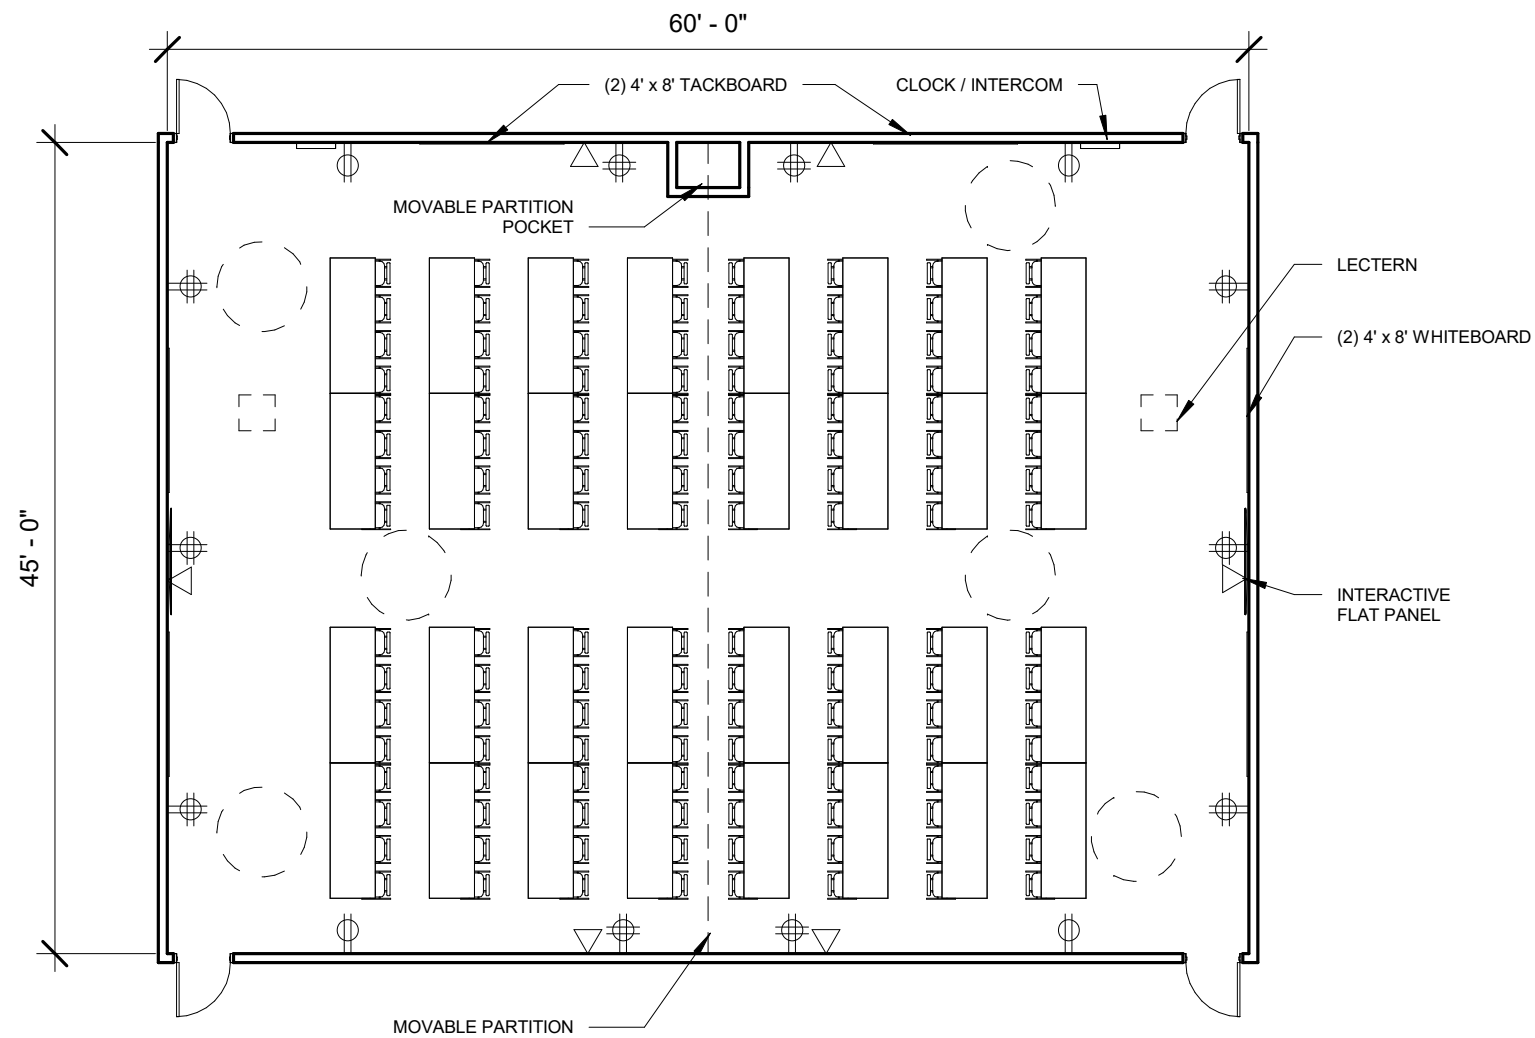 60' - 0"
(2) 4' x 8' TACKBOARD
CLOCK / INTERCOM
MOVABLE PARTITION
POCKET
LECTERN
(2) 4' x 8' WHITEBOARD
45' - 0"
INTERACTIVE
FLAT PANEL
MOVABLE PARTITION